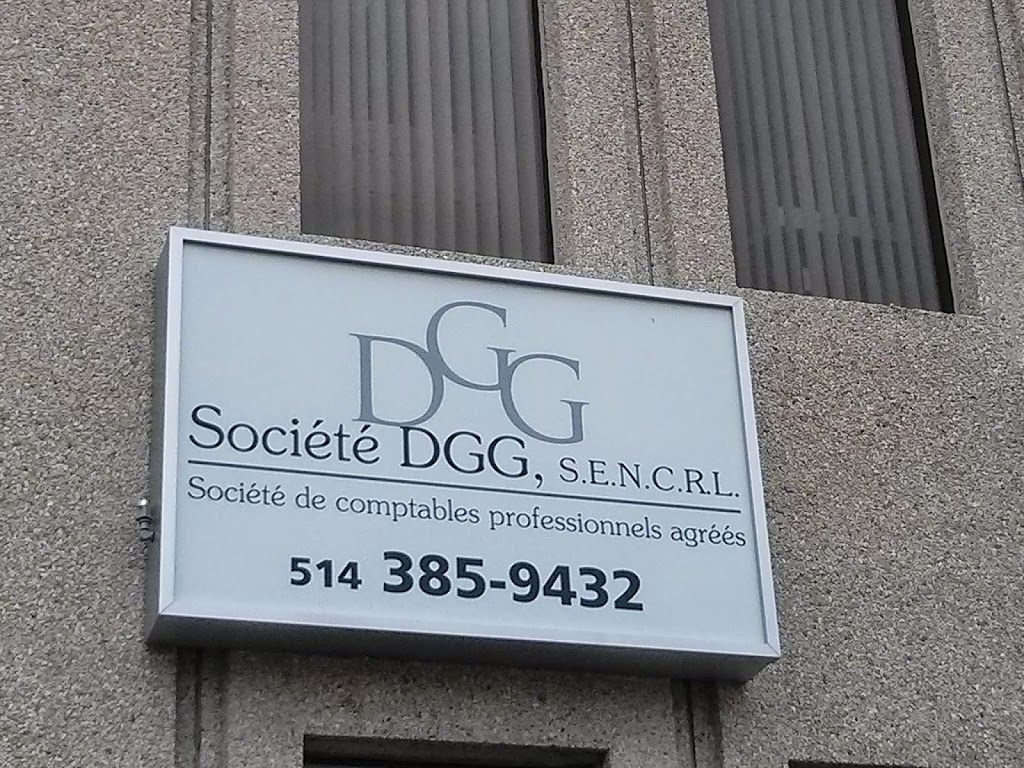 DGG
Société DGG, S.E.N.C.R.L.
Société de comptables professionnels agréés
514 385-9432